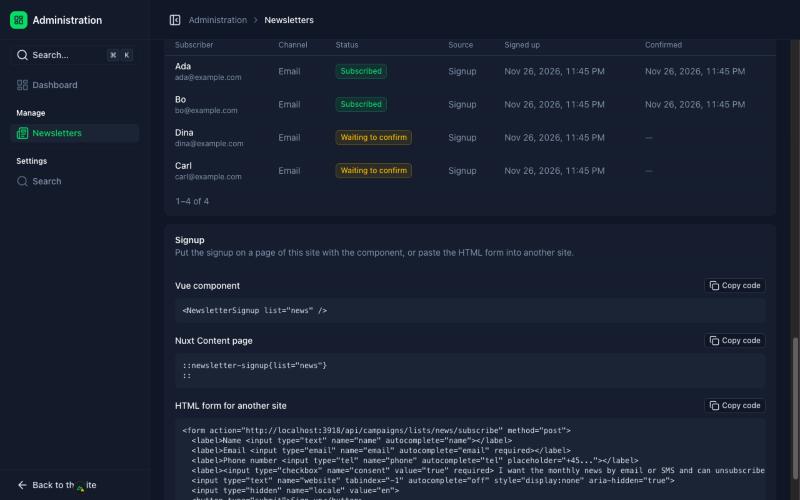 Administration
Search...
⌘ K
Dashboard
Manage
Newsletters
Settings
Search
Back to th ite
Administration > Newsletters
Subscriber Channel Status Source Signed up Confirmed
Ada
ada@example.com
Email Subscribed Signup Nov 26, 2026, 11:45 PM Nov 26, 2026, 11:45 PM
Bo
bo@example.com
Email Subscribed Signup Nov 26, 2026, 11:45 PM Nov 26, 2026, 11:45 PM
Dina
dina@example.com
Email Waiting to confirm Signup Nov 26, 2026, 11:45 PM —
Carl
carl@example.com
Email Waiting to confirm Signup Nov 26, 2026, 11:45 PM —
1–4 of 4
Signup
Put the signup on a page of this site with the component, or paste the HTML form into another site.
Vue component
Copy code
<NewsletterSignup list="news" />
Nuxt Content page
Copy code
::newsletter-signup{list="news"}
::
HTML form for another site
Copy code
<form action="http://localhost:3918/api/campaigns/lists/news/subscribe" method="post">
<label>Name <input type="text" name="name" autocomplete="name"></label>
<label>Email <input type="email" name="email" autocomplete="email" required></label>
<label>Phone number <input type="tel" name="phone" autocomplete="tel" placeholder="+45..."></label>
<label><input type="checkbox" name="consent" value="true" required> I want the monthly news by email or SMS and can unsubscribe
<input type="text" name="website" tabindex="-1" autocomplete="off" style="display:none" aria-hidden="true">
<input type="hidden" name="locale" value="en">